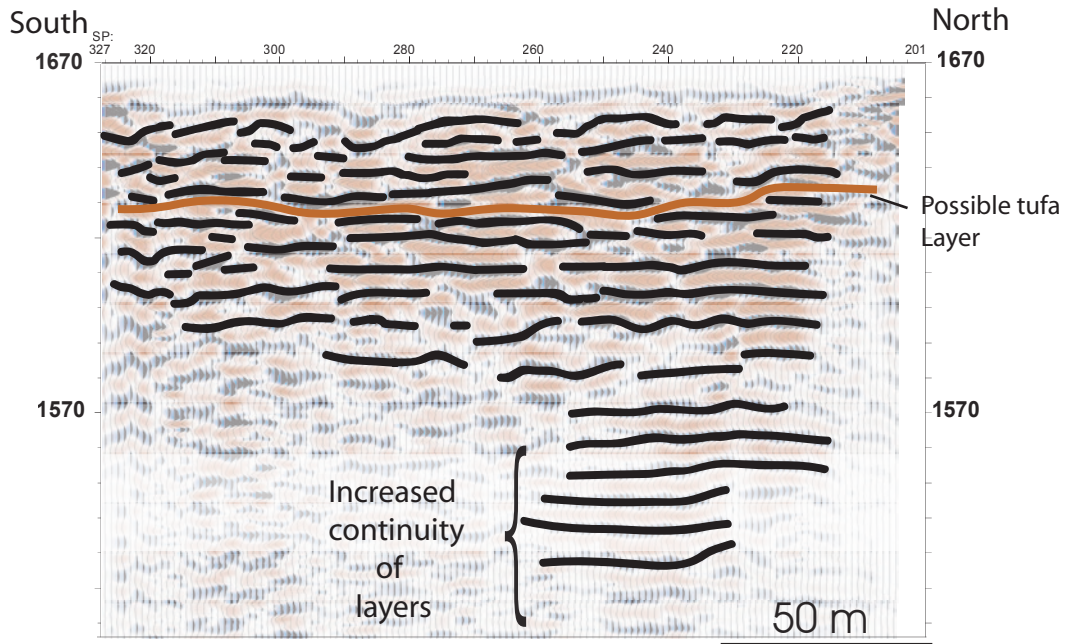 South
North
SP:
327 320 300 280 260 240 220 201
1670
1670
Possible tufa
Layer
1570
1570
Increased
continuity
of
layers
50 m